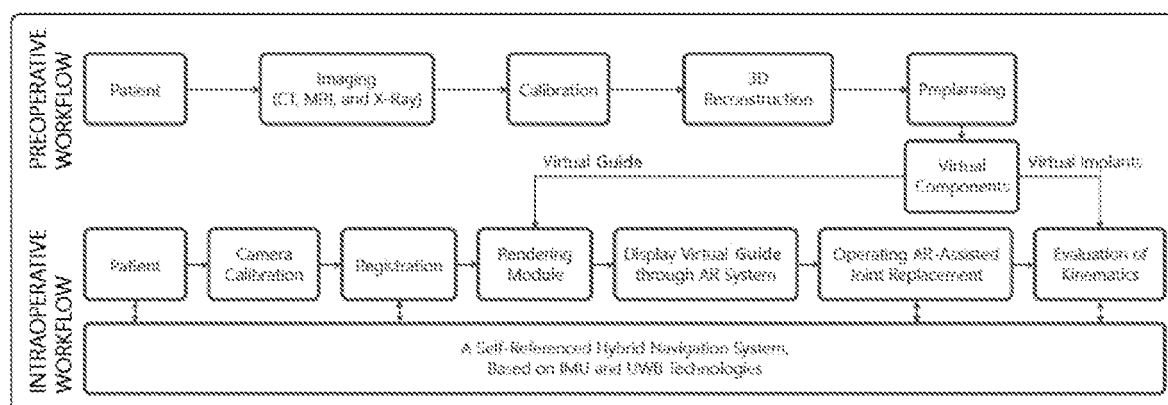 PREOPERATIVE
WORKFLOW
Patient
Imaging
(CT, MRI, and X-Ray)
Calibration
3D
Reconstruction
Preplanning
Virtual Guide
Virtual
Components
Virtual Implants
INTRAOPERATIVE
WORKFLOW
Patient
Camera
Calibration
Registration
Rendering
Module
Display Virtual Guide
through AR System
Operating AR-Assisted
Joint Replacement
Evaluation of
Kinematics
A Self-Referenced Hybrid Navigation System,
Based on IMU and UWB Technologies